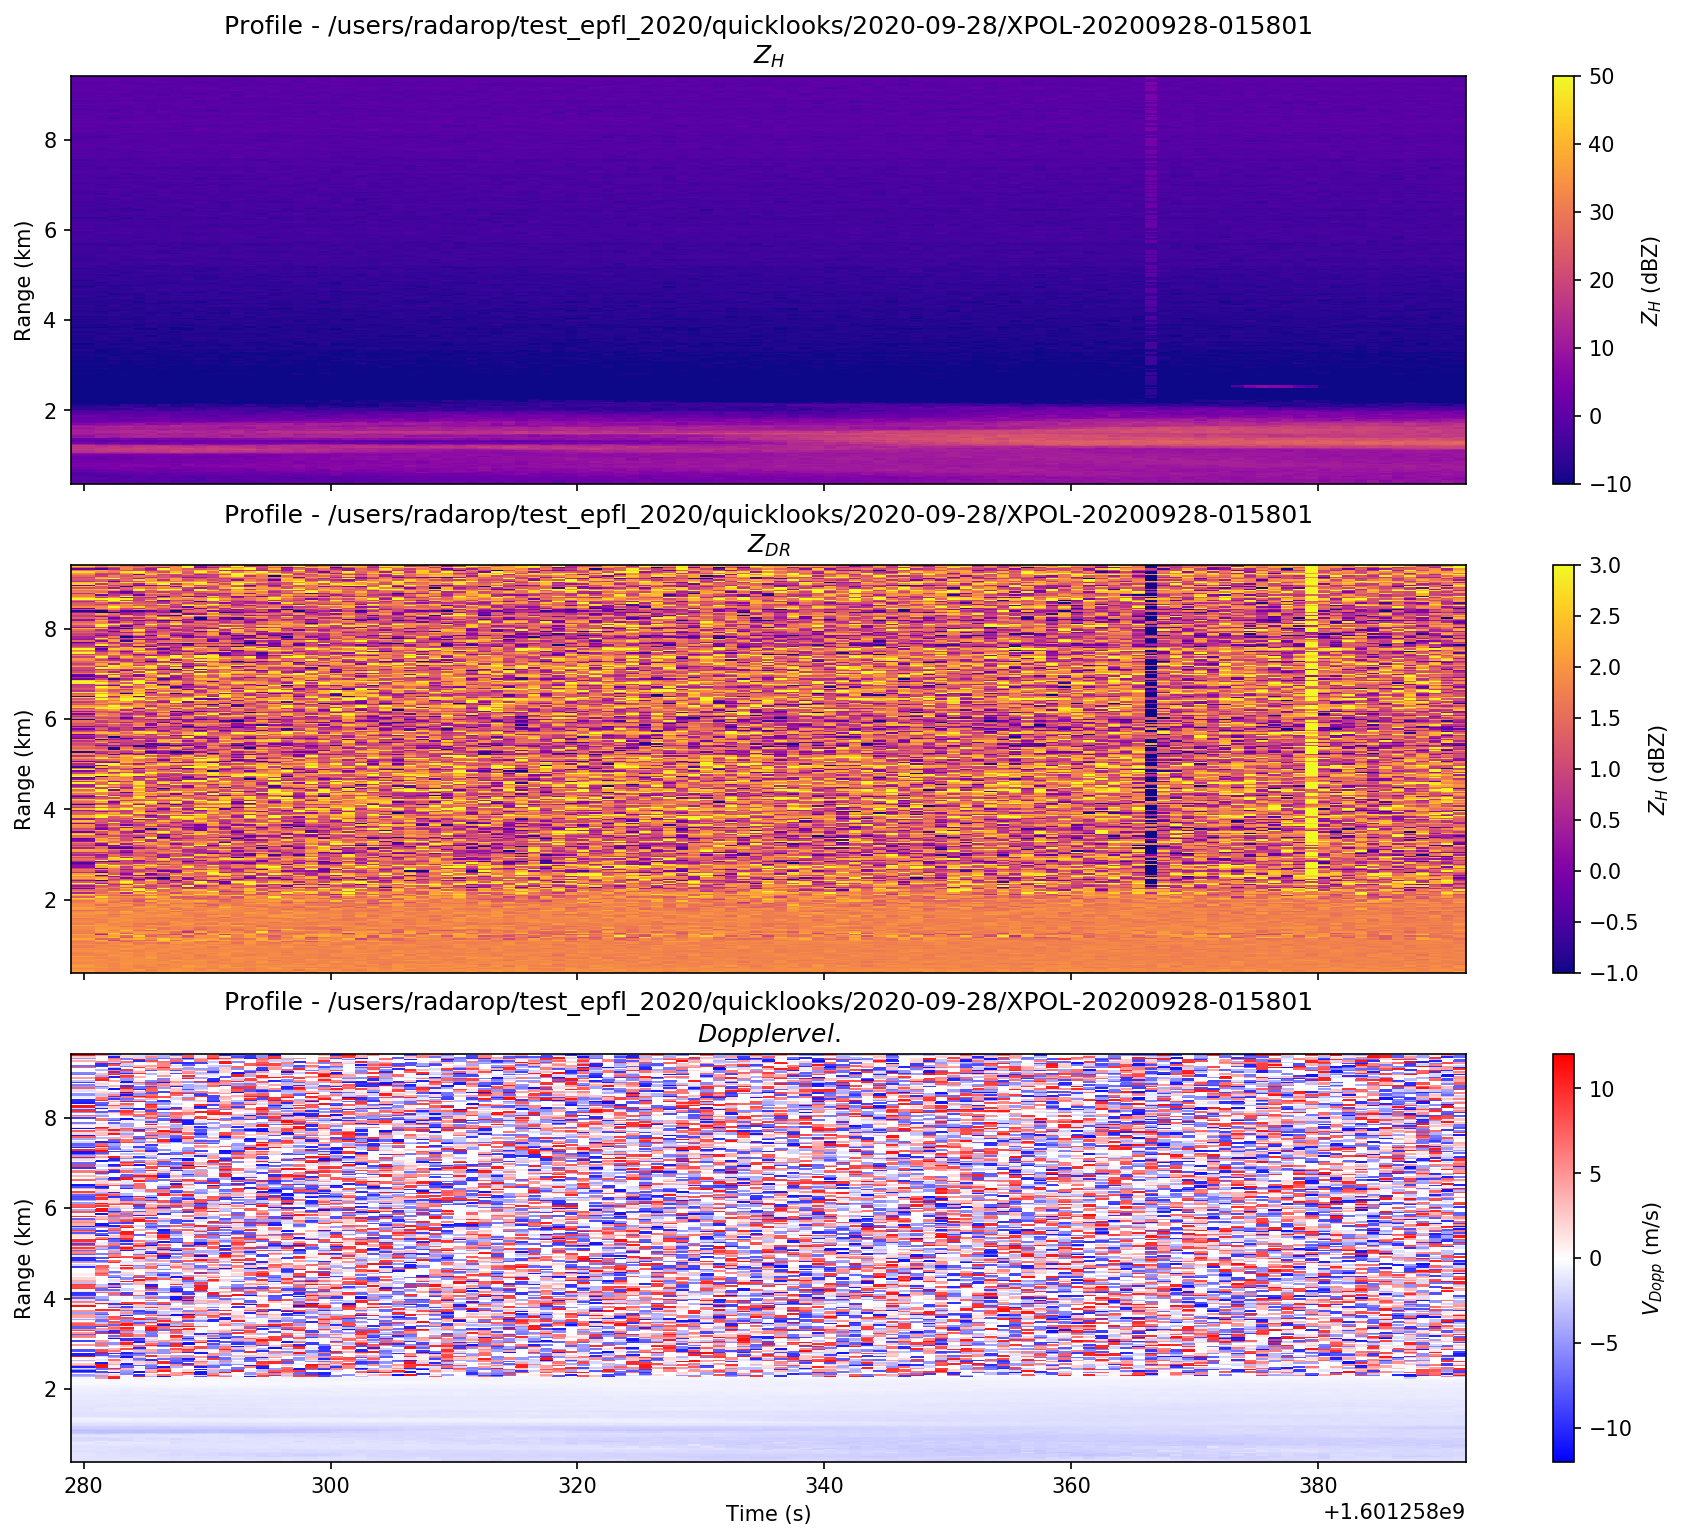 Profile - /users/radarop/test_epfl_2020/quicklooks/2020-09-28/XPOL-20200928-015801
Z_H
Range (km)
8
6
4
2
50
40
30
20
10
0
−10
Z_H (dBZ)
Profile - /users/radarop/test_epfl_2020/quicklooks/2020-09-28/XPOL-20200928-015801
Z_DR
Range (km)
8
6
4
2
3.0
2.5
2.0
1.5
1.0
0.5
0.0
−0.5
−1.0
Z_H (dBZ)
Profile - /users/radarop/test_epfl_2020/quicklooks/2020-09-28/XPOL-20200928-015801
Dopplervel.
Range (km)
8
6
4
2
10
5
0
−5
−10
V_Dopp (m/s)
280 300 320 340 360 380
Time (s)
+1.601258e9